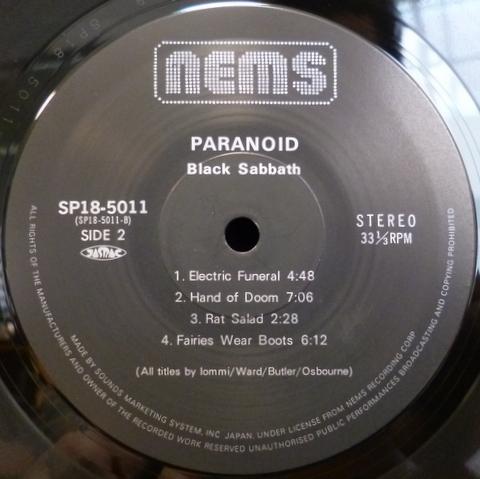 nems
PARANOID
Black Sabbath
SP18-5011
(SP18-5011-B)
SIDE 2
JASRAC
STEREO
33⅓RPM
1. Electric Funeral 4:48
2. Hand of Doom 7:06
3. Rat Salad 2:28
4. Fairies Wear Boots 6:12
(All titles by Iommi/Ward/Butler/Osbourne)
MADE BY SOUNDS MARKETING SYSTEM, INC JAPAN. UNDER LICENSE FROM NEMS RECORDING CORP
ALL RIGHTS OF THE MANUFACTURERS AND OWNER OF THE RECORDED WORK RESERVED UNAUTHORISED PUBLIC PERFORMANCES BROADCASTING AND COPYING PROHIBITED
SP18-5011